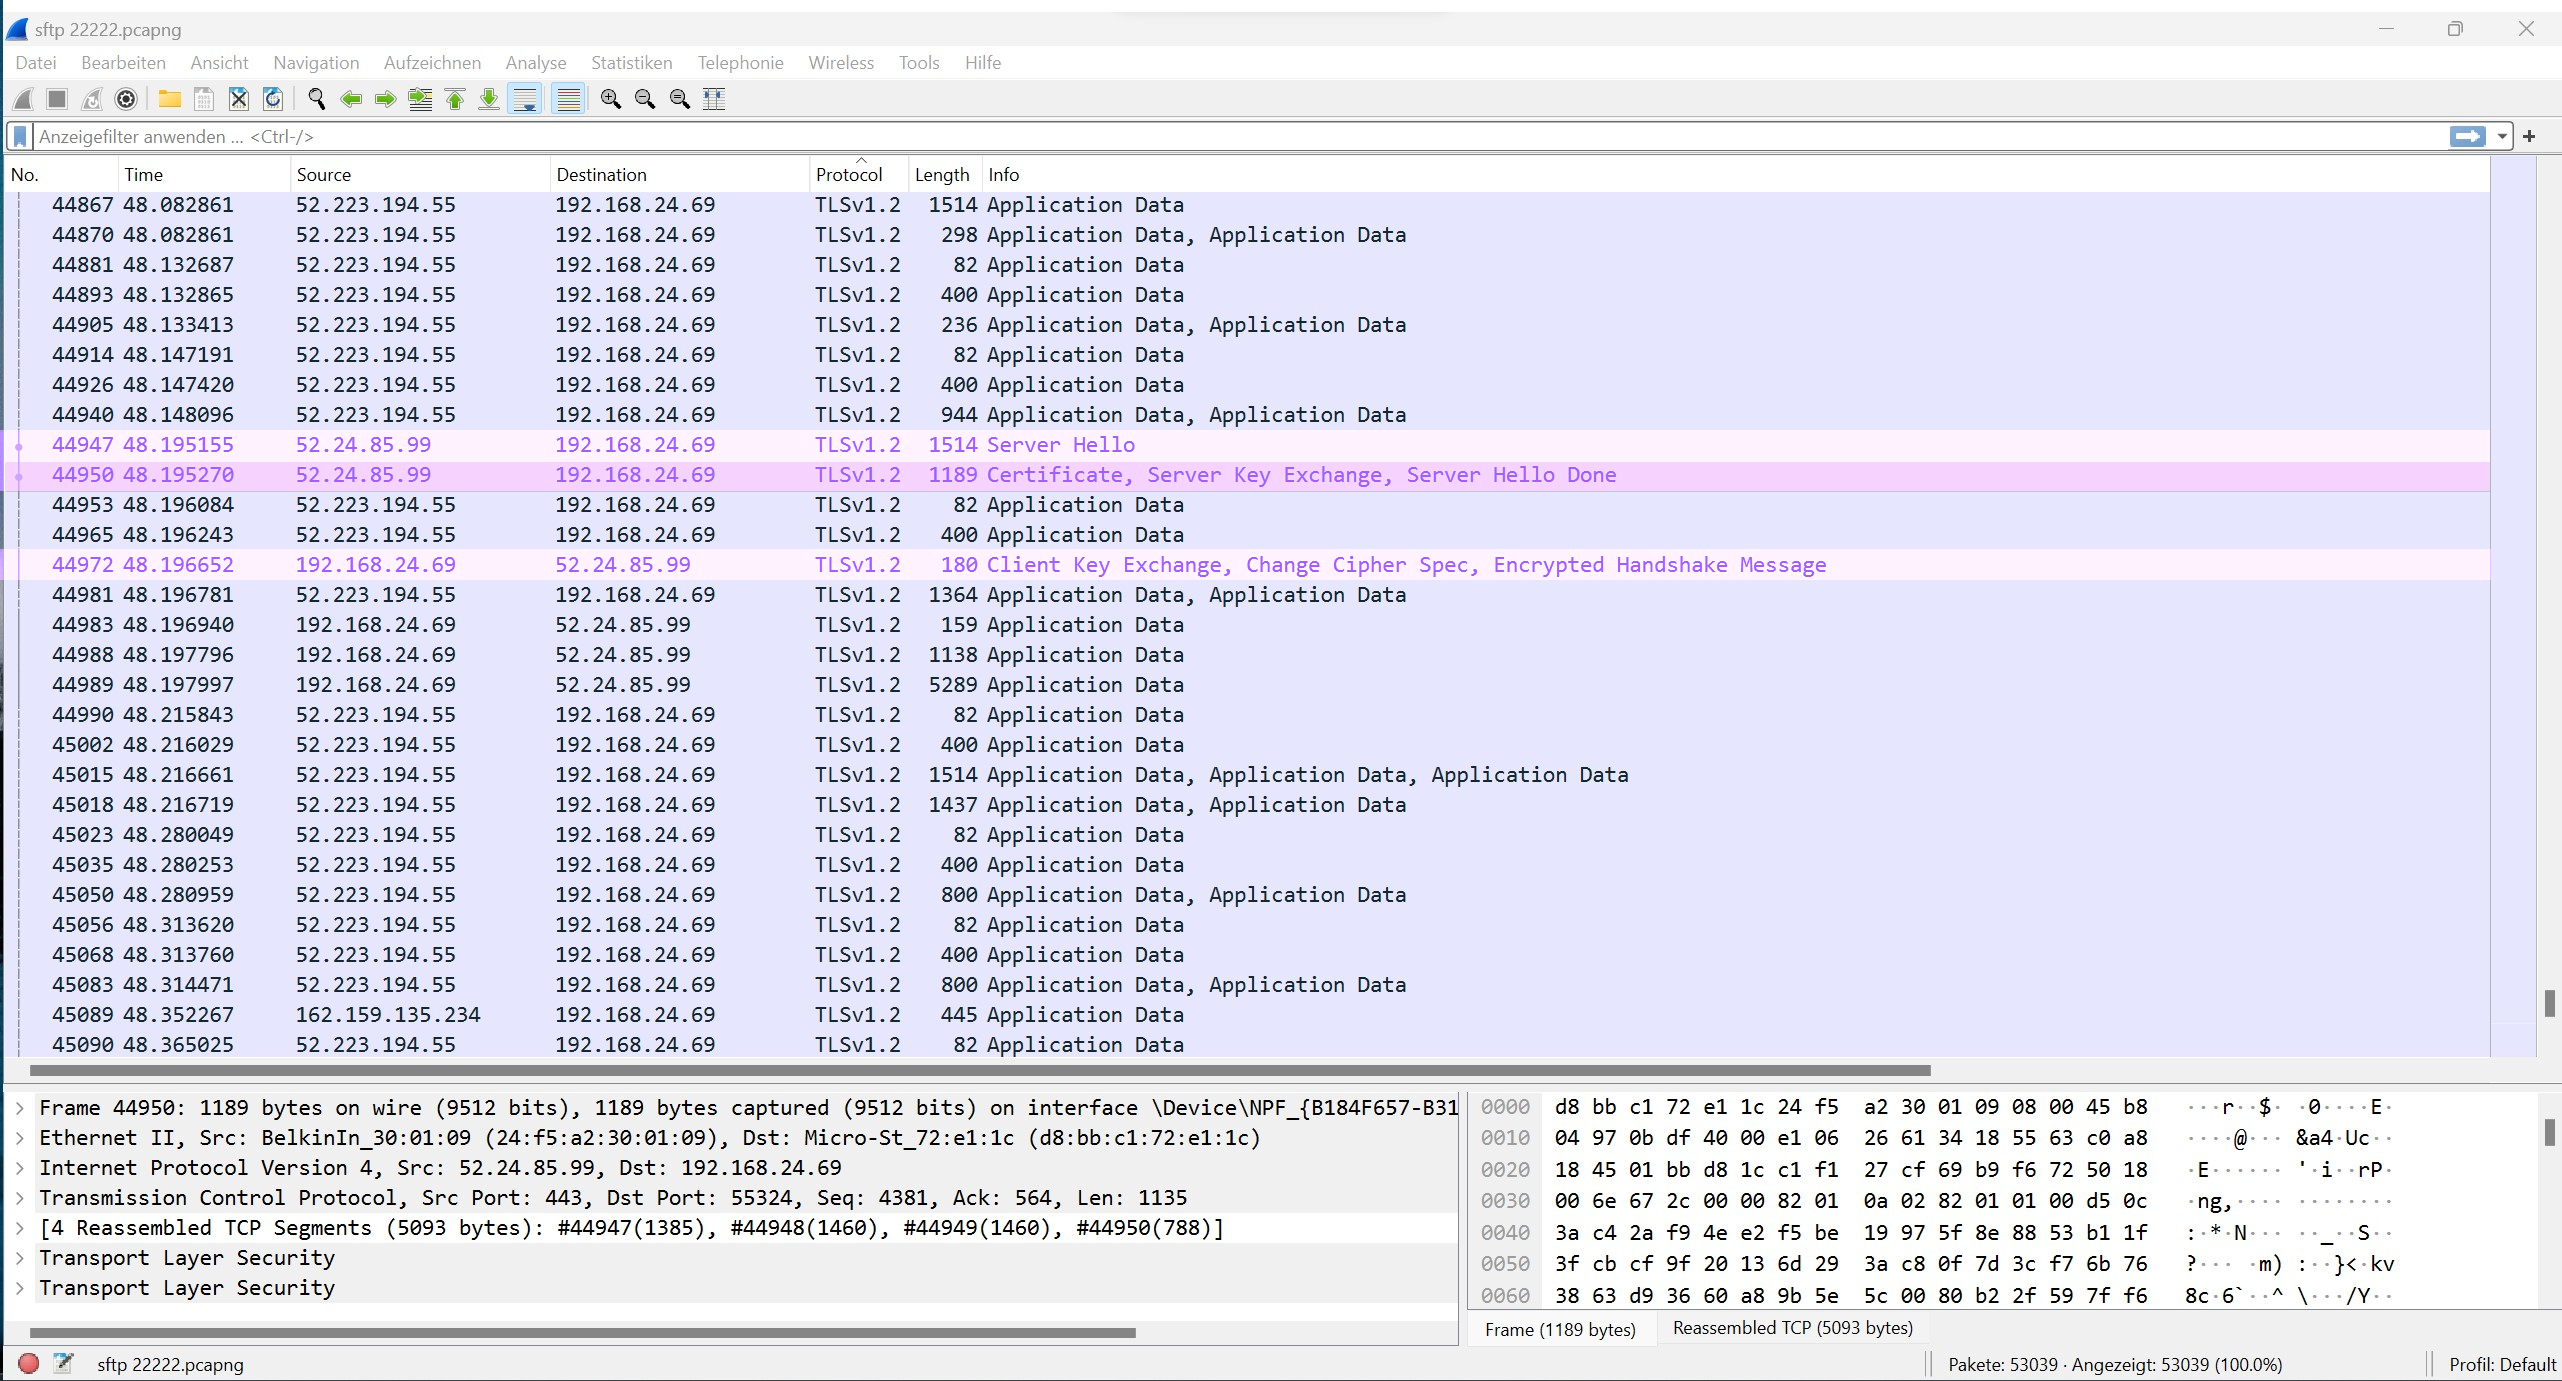 sftp 22222.pcapng
Datei Bearbeiten Ansicht Navigation Aufzeichnen Analyse Statistiken Telephonie Wireless Tools Hilfe
Anzeigefilter anwenden ... <Ctrl-/>
No. Time Source Destination Protocol Length Info
44867 48.082861 52.223.194.55 192.168.24.69 TLSv1.2 1514 Application Data
44870 48.082861 52.223.194.55 192.168.24.69 TLSv1.2 298 Application Data, Application Data
44881 48.132687 52.223.194.55 192.168.24.69 TLSv1.2 82 Application Data
44893 48.132865 52.223.194.55 192.168.24.69 TLSv1.2 400 Application Data
44905 48.133413 52.223.194.55 192.168.24.69 TLSv1.2 236 Application Data, Application Data
44914 48.147191 52.223.194.55 192.168.24.69 TLSv1.2 82 Application Data
44926 48.147420 52.223.194.55 192.168.24.69 TLSv1.2 400 Application Data
44940 48.148096 52.223.194.55 192.168.24.69 TLSv1.2 944 Application Data, Application Data
44947 48.195155 52.24.85.99 192.168.24.69 TLSv1.2 1514 Server Hello
44950 48.195270 52.24.85.99 192.168.24.69 TLSv1.2 1189 Certificate, Server Key Exchange, Server Hello Done
44953 48.196084 52.223.194.55 192.168.24.69 TLSv1.2 82 Application Data
44965 48.196243 52.223.194.55 192.168.24.69 TLSv1.2 400 Application Data
44972 48.196652 192.168.24.69 52.24.85.99 TLSv1.2 180 Client Key Exchange, Change Cipher Spec, Encrypted Handshake Message
44981 48.196781 52.223.194.55 192.168.24.69 TLSv1.2 1364 Application Data, Application Data
44983 48.196940 192.168.24.69 52.24.85.99 TLSv1.2 159 Application Data
44988 48.197796 192.168.24.69 52.24.85.99 TLSv1.2 1138 Application Data
44989 48.197997 192.168.24.69 52.24.85.99 TLSv1.2 5289 Application Data
44990 48.215843 52.223.194.55 192.168.24.69 TLSv1.2 82 Application Data
45002 48.216029 52.223.194.55 192.168.24.69 TLSv1.2 400 Application Data
45015 48.216661 52.223.194.55 192.168.24.69 TLSv1.2 1514 Application Data, Application Data, Application Data
45018 48.216719 52.223.194.55 192.168.24.69 TLSv1.2 1437 Application Data, Application Data
45023 48.280049 52.223.194.55 192.168.24.69 TLSv1.2 82 Application Data
45035 48.280253 52.223.194.55 192.168.24.69 TLSv1.2 400 Application Data
45050 48.280959 52.223.194.55 192.168.24.69 TLSv1.2 800 Application Data, Application Data
45056 48.313620 52.223.194.55 192.168.24.69 TLSv1.2 82 Application Data
45068 48.313760 52.223.194.55 192.168.24.69 TLSv1.2 400 Application Data
45083 48.314471 52.223.194.55 192.168.24.69 TLSv1.2 800 Application Data, Application Data
45089 48.352267 162.159.135.234 192.168.24.69 TLSv1.2 445 Application Data
45090 48.365025 52.223.194.55 192.168.24.69 TLSv1.2 82 Application Data
Frame 44950: 1189 bytes on wire (9512 bits), 1189 bytes captured (9512 bits) on interface \Device\NPF_{B184F657-B31
Ethernet II, Src: BelkinIn_30:01:09 (24:f5:a2:30:01:09), Dst: Micro-St_72:e1:1c (d8:bb:c1:72:e1:1c)
Internet Protocol Version 4, Src: 52.24.85.99, Dst: 192.168.24.69
Transmission Control Protocol, Src Port: 443, Dst Port: 55324, Seq: 4381, Ack: 564, Len: 1135
[4 Reassembled TCP Segments (5093 bytes): #44947(1385), #44948(1460), #44949(1460), #44950(788)]
Transport Layer Security
Transport Layer Security
0000 d8 bb c1 72 e1 1c 24 f5 a2 30 01 09 08 00 45 b8 ···r··$· ·0····E·
0010 04 97 0b df 40 00 e1 06 26 61 34 18 55 63 c0 a8 ····@··· &a4·Uc··
0020 18 45 01 bb d8 1c c1 f1 27 cf 69 b9 f6 72 50 18 ·E······ '·i··rP·
0030 00 6e 67 2c 00 00 82 01 0a 02 82 01 01 00 d5 0c ·ng,···· ········
0040 3a c4 2a f9 4e e2 f5 be 19 97 5f 8e 88 53 b1 1f :·*·N··· ··_··S··
0050 3f cb cf 9f 20 13 6d 29 3a c8 0f 7d 3c f7 6b 76 ?··· ·m) :··}<·kv
0060 38 63 d9 36 60 a8 9b 5e 5c 00 80 b2 2f 59 7f f6 8c·6`··^ \···/Y··
Frame (1189 bytes) Reassembled TCP (5093 bytes)
sftp 22222.pcapng Pakete: 53039 · Angezeigt: 53039 (100.0%) Profil: Default